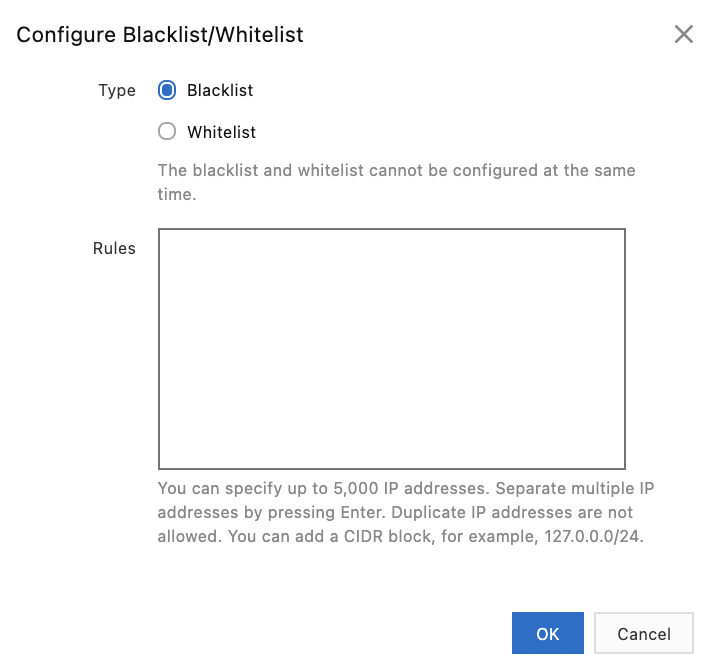 Configure Blacklist/Whitelist
Type
Blacklist
Whitelist
The blacklist and whitelist cannot be configured at the same
time.
Rules
You can specify up to 5,000 IP addresses. Separate multiple IP
addresses by pressing Enter. Duplicate IP addresses are not
allowed. You can add a CIDR block, for example, 127.0.0.0/24.
OK
Cancel